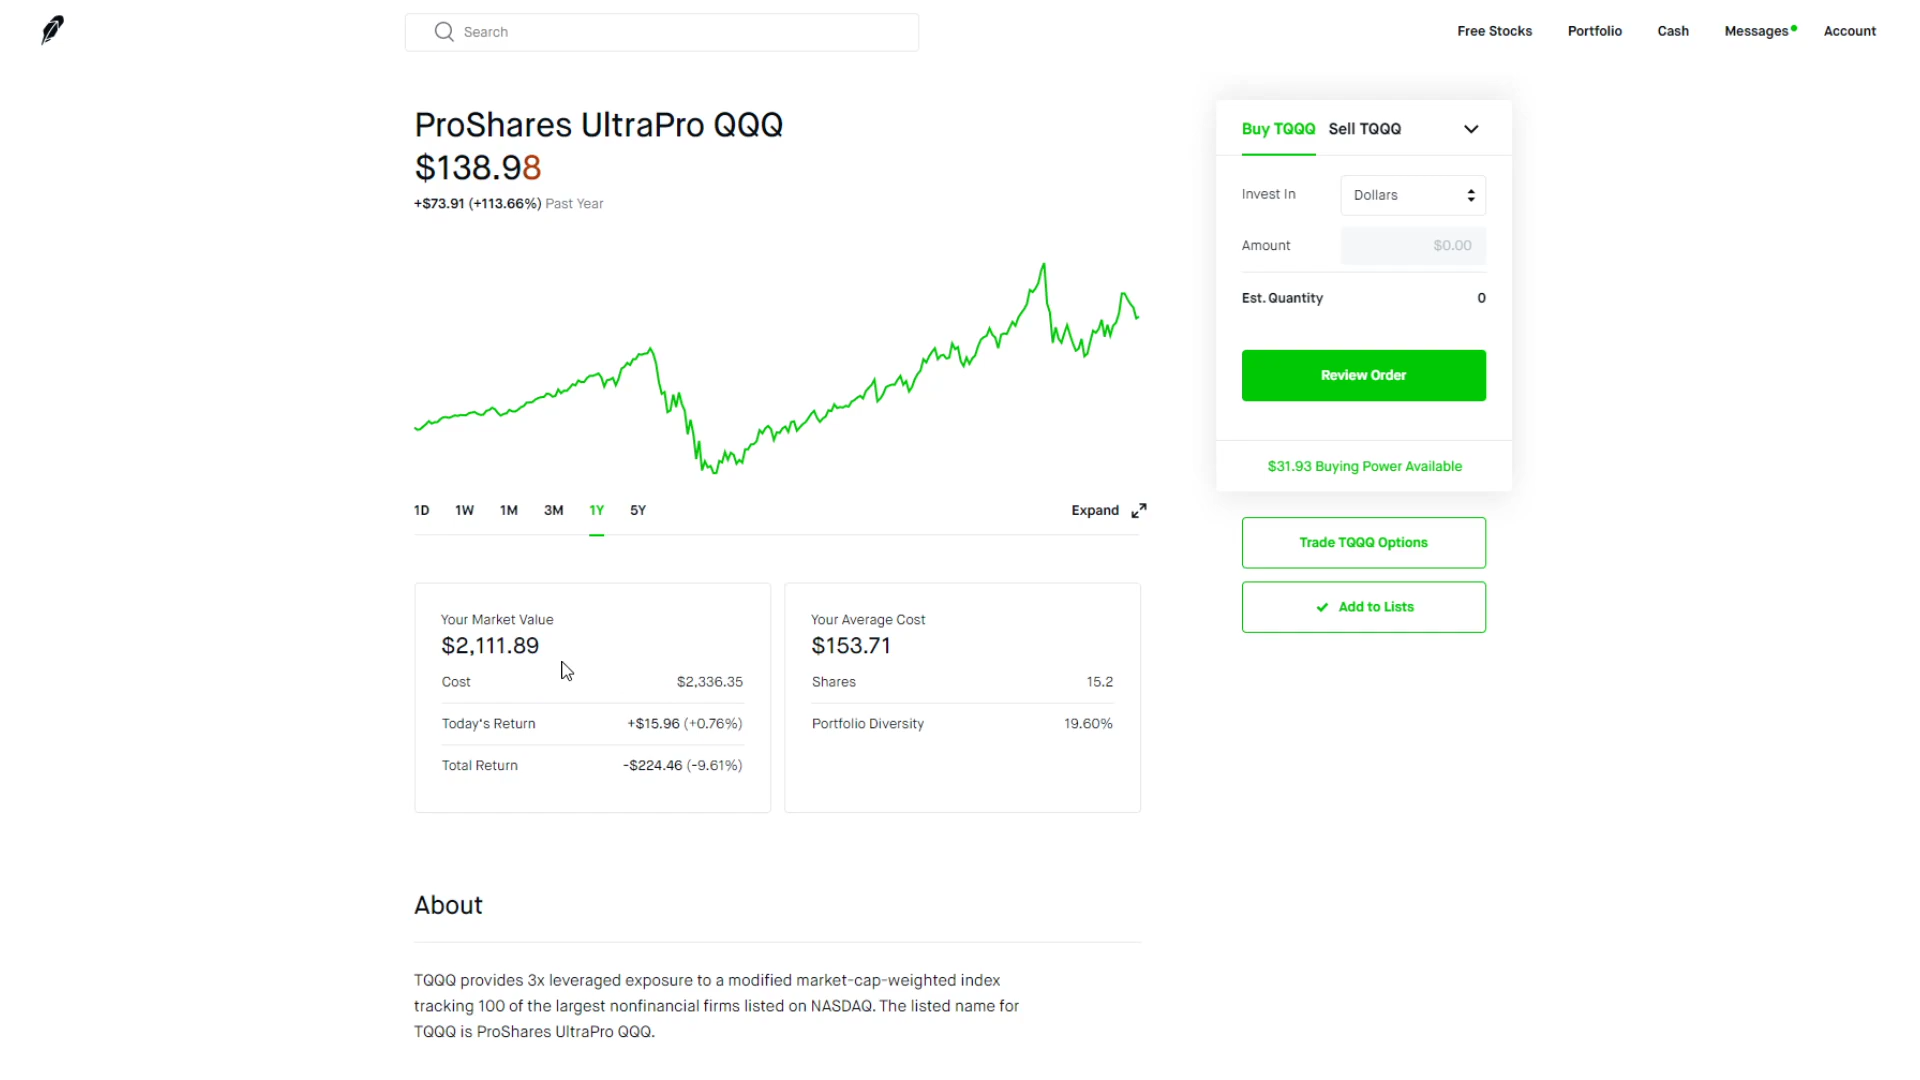 Search
Free Stocks
Portfolio
Cash
Messages
Account
ProShares UltraPro QQQ
$138.98
+$73.91 (+113.66%) Past Year
1D 1W 1M 3M 1Y 5Y
Expand
Your Market Value
$2,111.89
Cost $2,336.35
Today's Return +$15.96 (+0.76%)
Total Return -$224.46 (-9.61%)
Your Average Cost
$153.71
Shares 15.2
Portfolio Diversity 19.60%
Buy TQQQ Sell TQQQ
Invest In Dollars
Amount $0.00
Est. Quantity 0
Review Order
$31.93 Buying Power Available
Trade TQQQ Options
Add to Lists
About
TQQQ provides 3x leveraged exposure to a modified market-cap-weighted index
tracking 100 of the largest nonfinancial firms listed on NASDAQ. The listed name for
TQQQ is ProShares UltraPro QQQ.